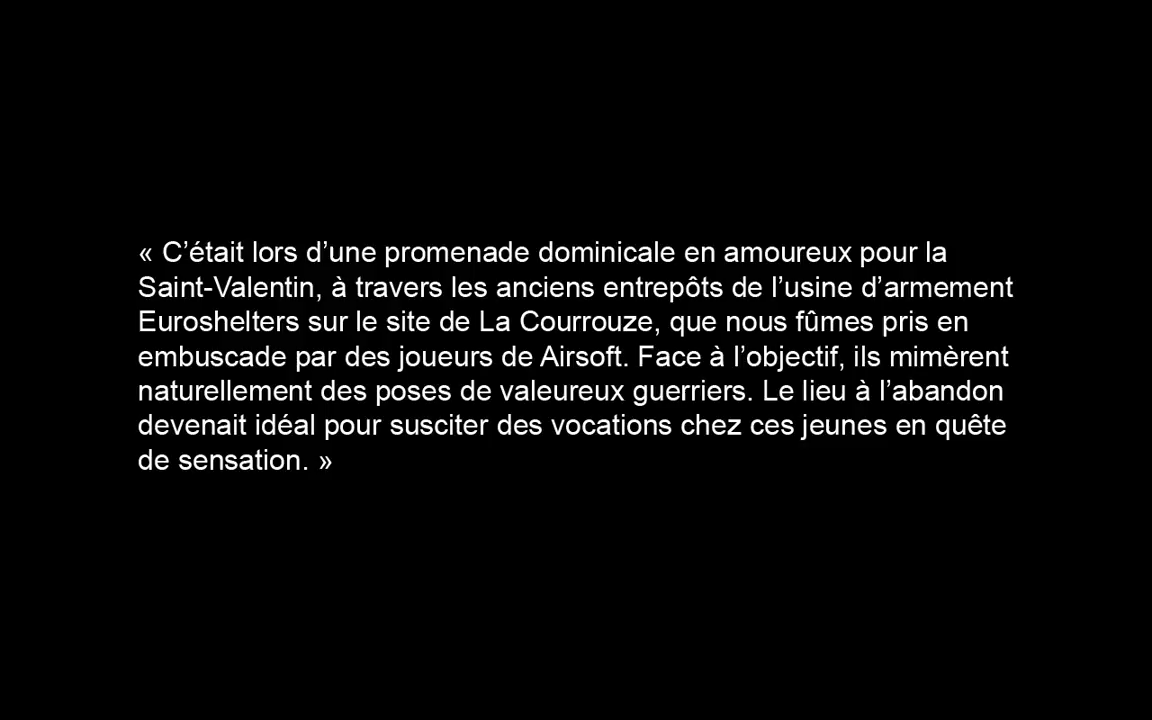 « C’était lors d’une promenade dominicale en amoureux pour la
Saint-Valentin, à travers les anciens entrepôts de l’usine d’armement
Euroshelters sur le site de La Courrouze, que nous fûmes pris en
embuscade par des joueurs de Airsoft. Face à l’objectif, ils mimèrent
naturellement des poses de valeureux guerriers. Le lieu à l’abandon
devenait idéal pour susciter des vocations chez ces jeunes en quête
de sensation. »